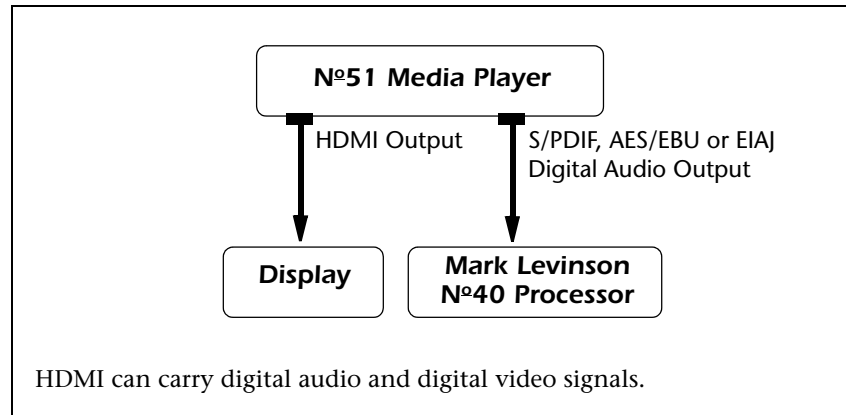 Nº51 Media Player
HDMI Output
S/PDIF, AES/EBU or EIAJ
Digital Audio Output
Display
Mark Levinson
Nº40 Processor
HDMI can carry digital audio and digital video signals.